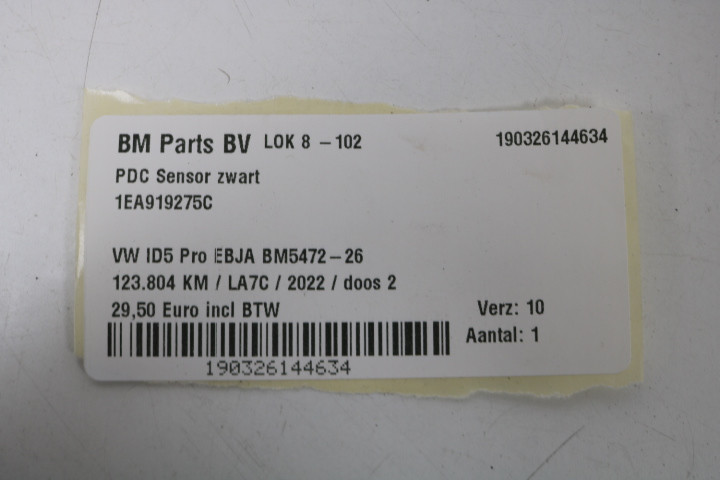 BM Parts BV LOK 8 - 102 190326144634
PDC Sensor zwart
1EA919275C
VW ID5 Pro EBJA BM5472-26
123.804 KM / LA7C / 2022 / doos 2
29,50 Euro incl BTW Verz: 10
Aantal: 1
190326144634